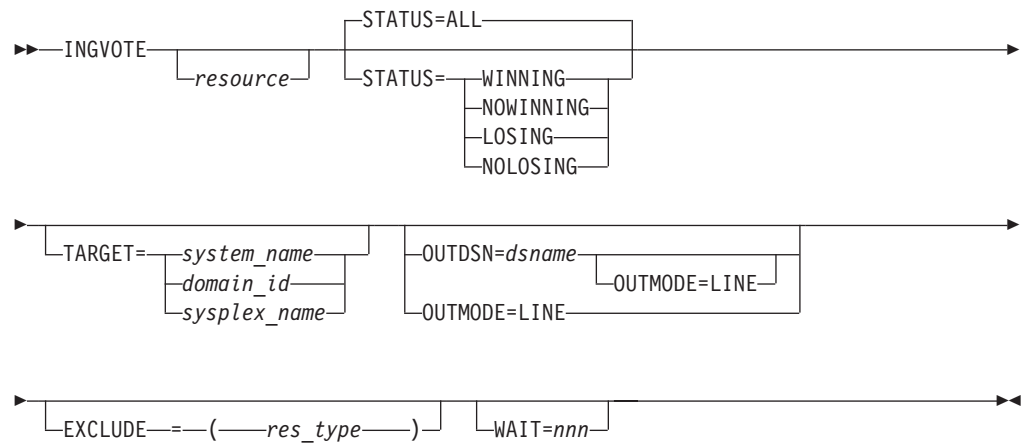 STATUS=ALL
INGVOTE
resource
STATUS=
WINNING
NOWINNING
LOSING
NOLOSING
TARGET=
system_name
domain_id
sysplex_name
OUTDSN=dsname
OUTMODE=LINE
OUTMODE=LINE
EXCLUDE = ( res_type )
WAIT=nnn